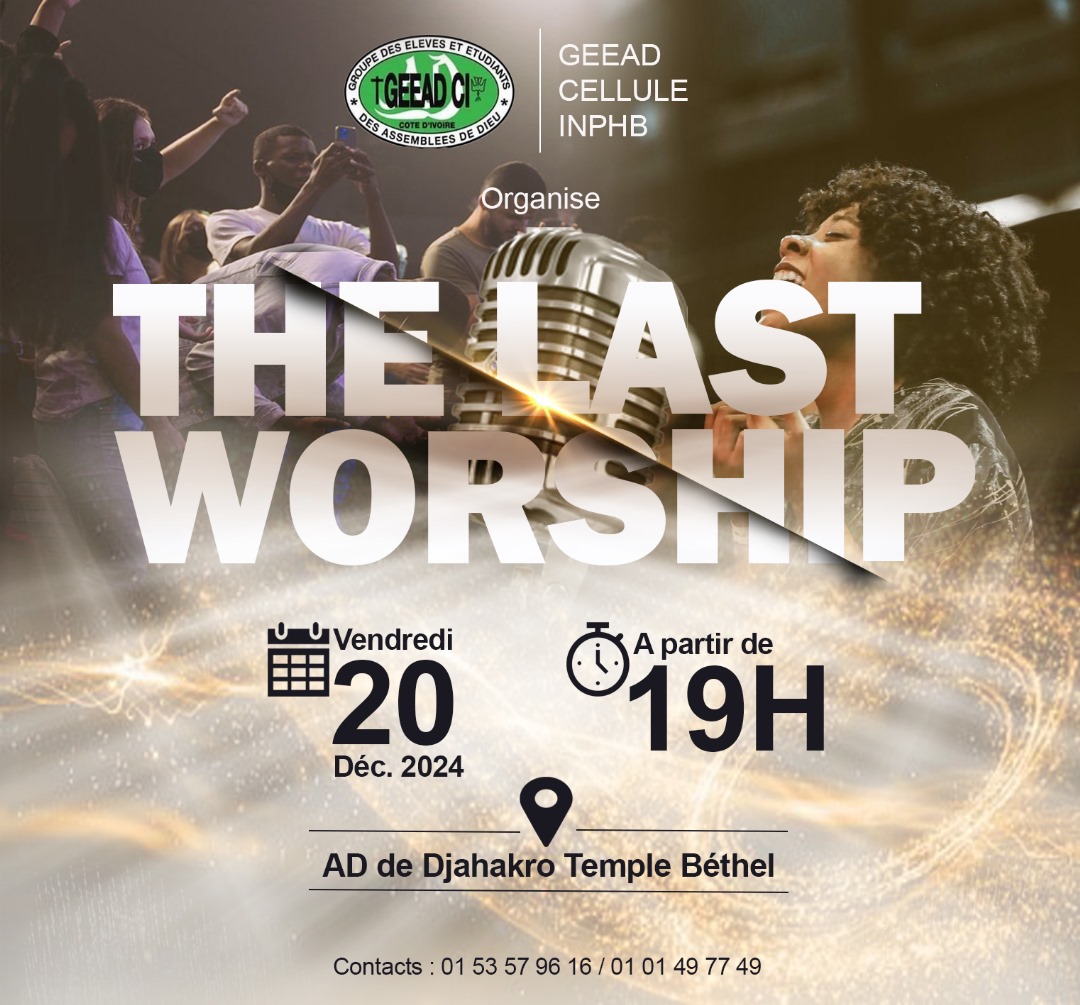 GROUPE DES ELEVES ET ETUDIANTS
GEEAD CI
COTE D'IVOIRE
DES ASSEMBLEES DE DIEU
GEEAD
CELLULE
INPHB
Organise
THE LAST
WORSHIP
Vendredi
20
Déc. 2024
A partir de
19H
AD de Djahakro Temple Béthel
Contacts : 01 53 57 96 16 / 01 01 49 77 49